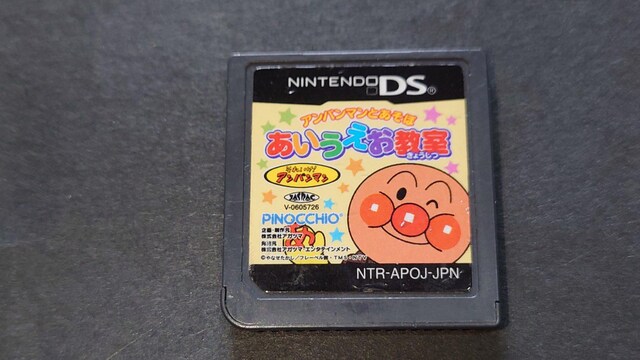 NINTENDO DS®
アンパンマンとあそぼ
あいうえお教室
きょうしつ
それいけ!
アンパンマン
JASRAC
V-0605726
PINOCCHIO®
企画・制作元
株式会社アガツマ
発売元
株式会社アガツマ エンタテインメント
©やなせたかし/フレーベル館・TMS・NTV
NTR-APOJ-JPN